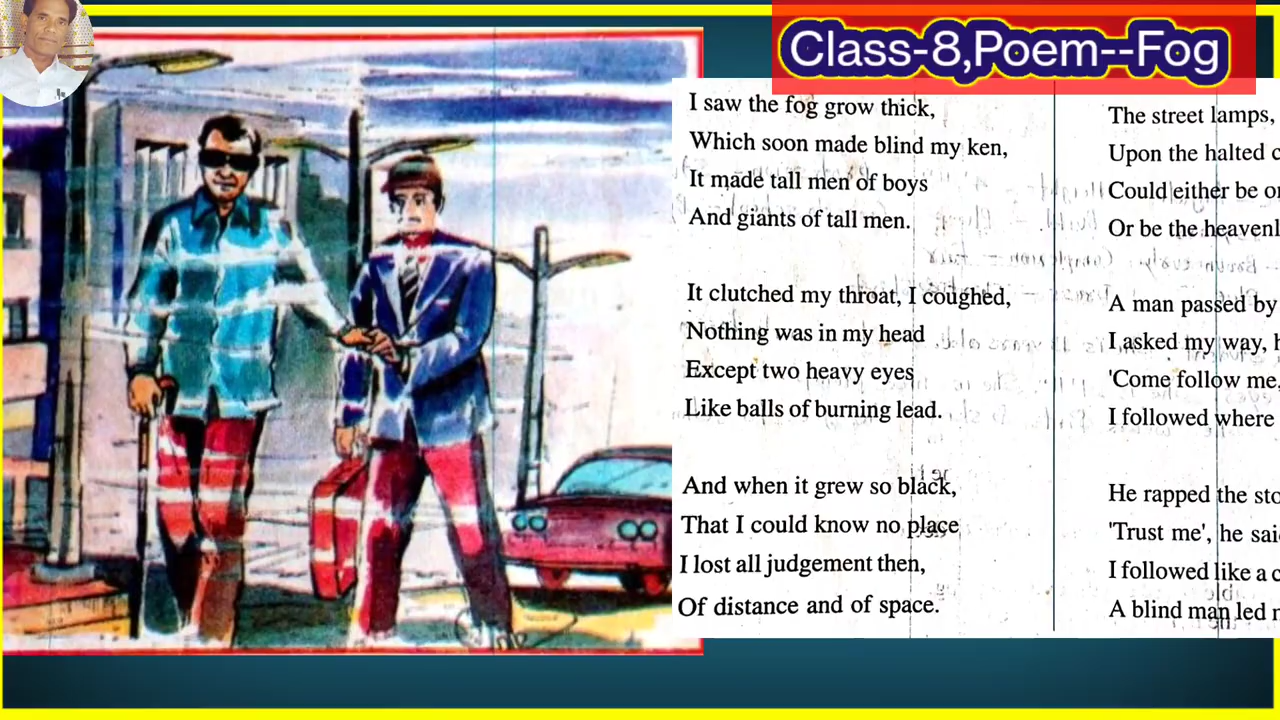 Class-8,Poem--Fog
I saw the fog grow thick,
Which soon made blind my ken,
It made tall men of boys
And giants of tall men.
It clutched my throat, I coughed,
Nothing was in my head
Except two heavy eyes
Like balls of burning lead.
And when it grew so black,
That I could know no place
I lost all judgement then,
Of distance and of space.
The street lamps,
Upon the halted
Could either be
Or be the
A man passed by
I asked my way,
'Come follow me,
I followed where
He rapped the
'Trust me', he
I followed like a
A blind man led